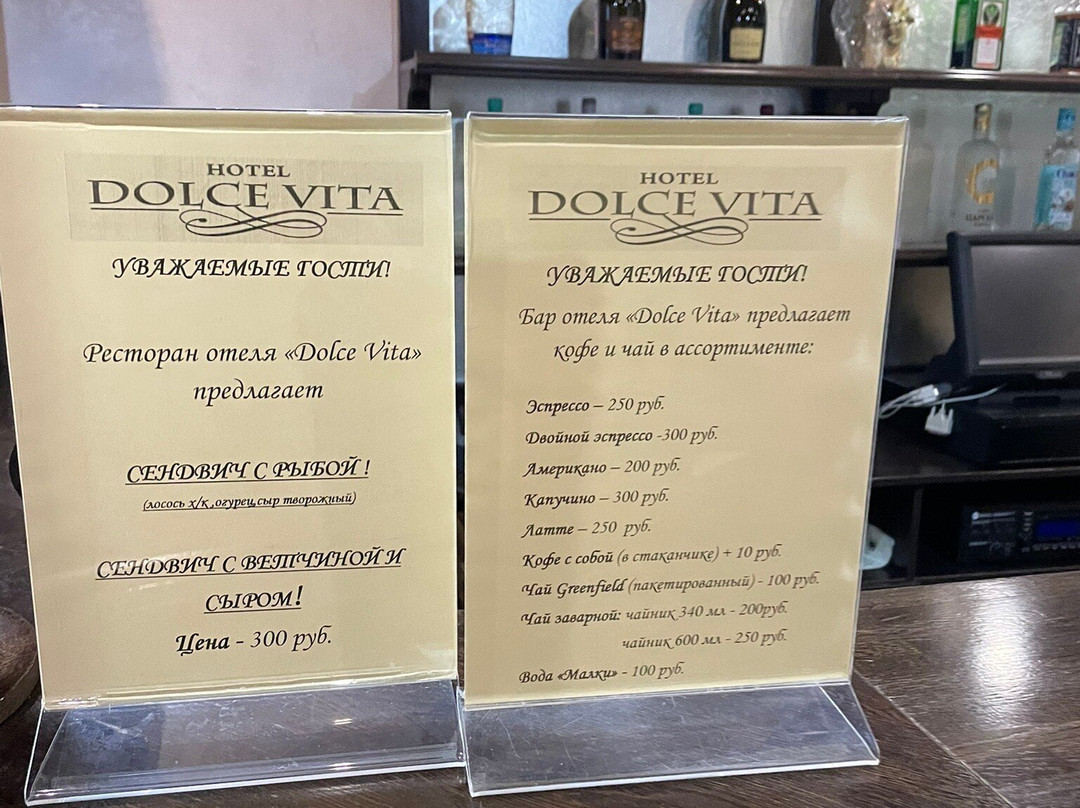 HOTEL
DOLCE VITA
УВАЖАЕМЫЕ ГОСТИ!
Ресторан отеля «Dolce Vita»
предлагает
СЕНДВИЧ С РЫБОЙ !
(лосось х/к ,огурец,сыр творожный)
СЕНДВИЧ С ВЕТЧИНОЙ И
СЫРОМ!
Цена - 300 руб.
HOTEL
DOLCE VITA
УВАЖАЕМЫЕ ГОСТИ!
Бар отеля «Dolce Vita» предлагает
кофе и чай в ассортименте:
Эспрессо – 250 руб.
Двойной эспрессо -300 руб.
Американо – 200 руб.
Капучино – 300 руб.
Латте – 250 руб.
Кофе с собой (в стаканчике) + 10 руб.
Чай Greenfield (пакетированный) - 100 руб.
Чай заварной: чайник 340 мл - 200руб.
чайник 600 мл - 250 руб.
Вода «Малки» - 100 руб.